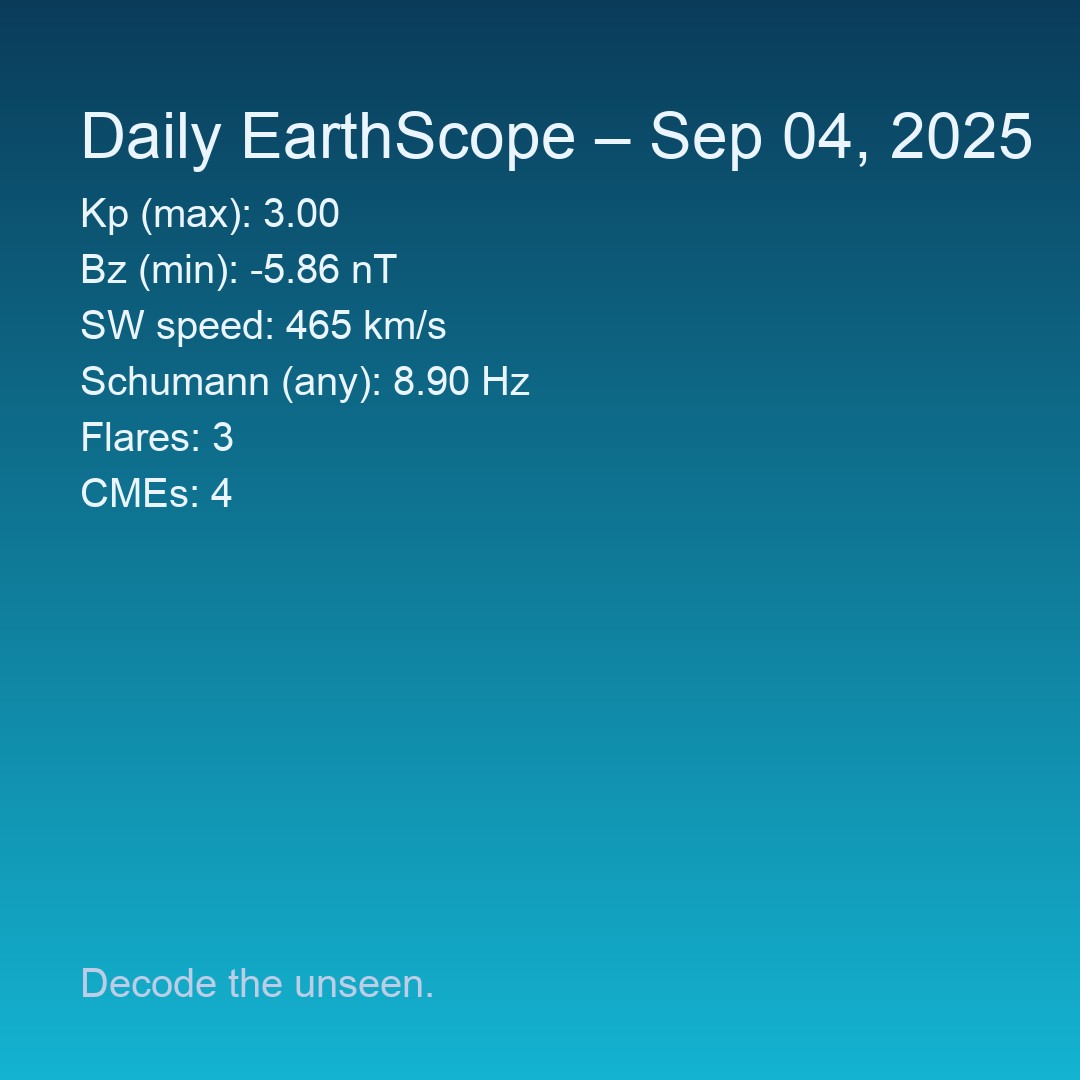 Daily EarthScope – Sep 04, 2025
Kp (max): 3.00
Bz (min): -5.86 nT
SW speed: 465 km/s
Schumann (any): 8.90 Hz
Flares: 3
CMEs: 4
Decode the unseen.